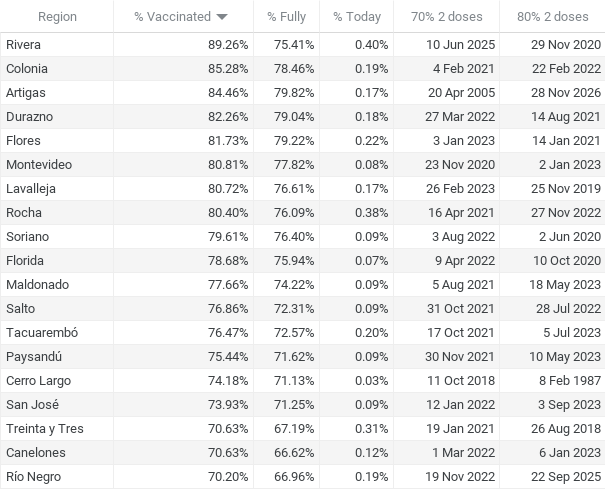 Region % Vaccinated % Fully % Today 70% 2 doses 80% 2 doses
Rivera 89.26% 75.41% 0.40% 10 Jun 2025 29 Nov 2020
Colonia 85.28% 78.46% 0.19% 4 Feb 2021 22 Feb 2022
Artigas 84.46% 79.82% 0.17% 20 Apr 2005 28 Nov 2026
Durazno 82.26% 79.04% 0.18% 27 Mar 2022 14 Aug 2021
Flores 81.73% 79.22% 0.22% 3 Jan 2023 14 Jan 2021
Montevideo 80.81% 77.82% 0.08% 23 Nov 2020 2 Jan 2023
Lavalleja 80.72% 76.61% 0.17% 26 Feb 2023 25 Nov 2019
Rocha 80.40% 76.09% 0.38% 16 Apr 2021 27 Nov 2022
Soriano 79.61% 76.40% 0.09% 3 Aug 2022 2 Jun 2020
Florida 78.68% 75.94% 0.07% 9 Apr 2022 10 Oct 2020
Maldonado 77.66% 74.22% 0.09% 5 Aug 2021 18 May 2023
Salto 76.86% 72.31% 0.09% 31 Oct 2021 28 Jul 2022
Tacuarembó 76.47% 72.57% 0.20% 17 Oct 2021 5 Jul 2023
Paysandú 75.44% 71.62% 0.09% 30 Nov 2021 10 May 2023
Cerro Largo 74.18% 71.13% 0.03% 11 Oct 2018 8 Feb 1987
San José 73.93% 71.25% 0.09% 12 Jan 2022 3 Sep 2023
Treinta y Tres 70.63% 67.19% 0.31% 19 Jan 2021 26 Aug 2018
Canelones 70.63% 66.62% 0.12% 1 Mar 2022 6 Jan 2023
Río Negro 70.20% 66.96% 0.19% 19 Nov 2022 22 Sep 2025